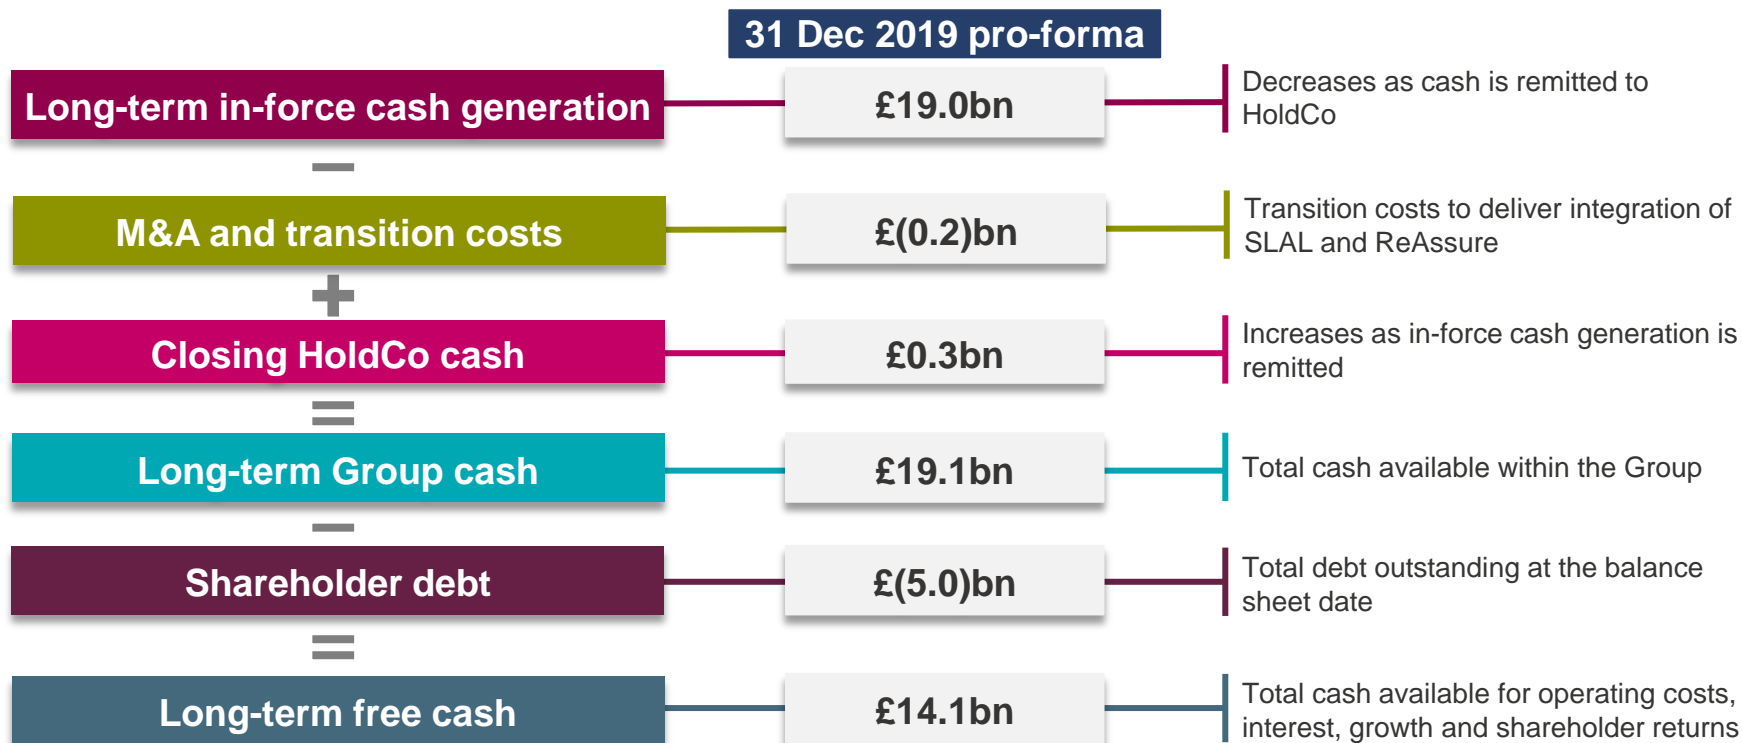 31 Dec 2019 pro-forma
Long-term in-force cash generation
£19.0bn
Decreases as cash is remitted to
HoldCo
−
M&A and transition costs
£(0.2)bn
Transition costs to deliver integration of
SLAL and ReAssure
+
Closing HoldCo cash
£0.3bn
Increases as in-force cash generation is
remitted
=
Long-term Group cash
£19.1bn
Total cash available within the Group
−
Shareholder debt
£(5.0)bn
Total debt outstanding at the balance
sheet date
=
Long-term free cash
£14.1bn
Total cash available for operating costs,
interest, growth and shareholder returns